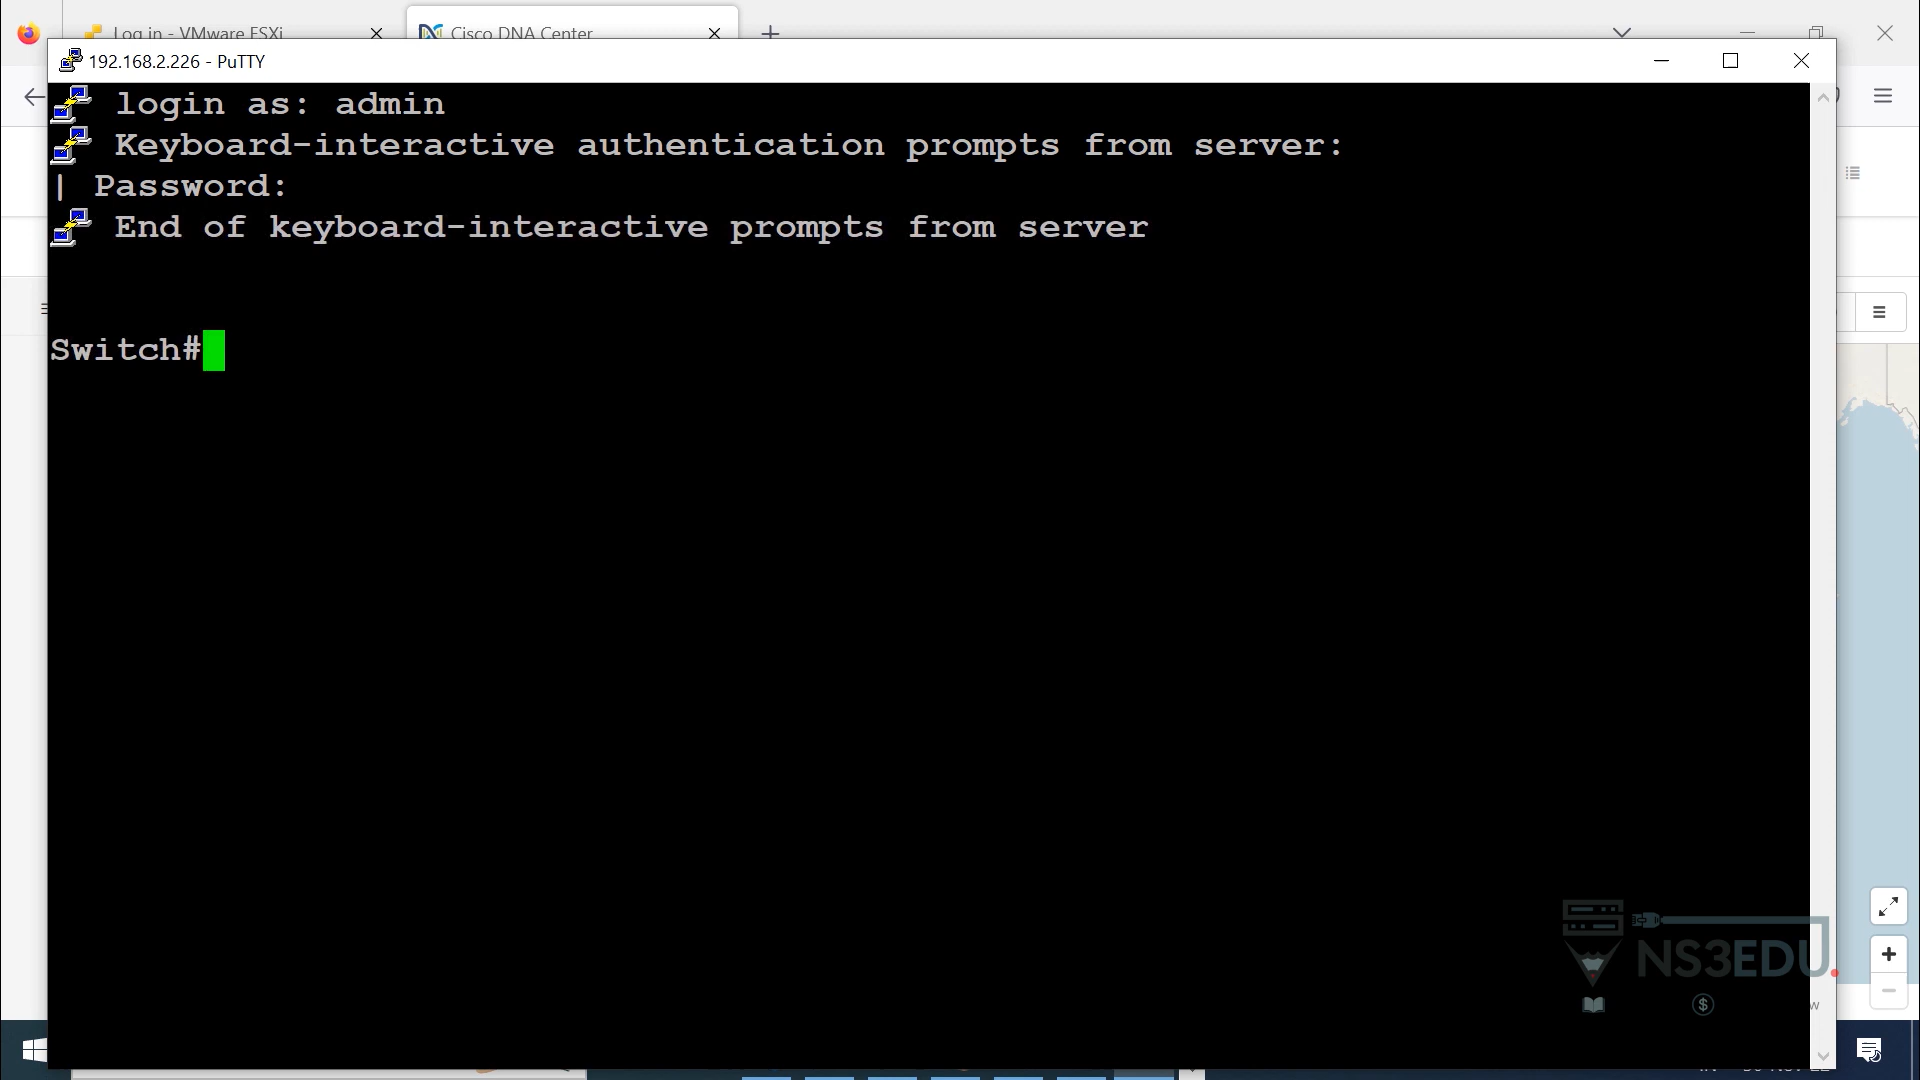 Log in - VMware ESXi
Cisco DNA Center
192.168.2.226 - PuTTY
login as: admin
Keyboard-interactive authentication prompts from server:
| Password:
End of keyboard-interactive prompts from server
Switch#
NS3EDU.